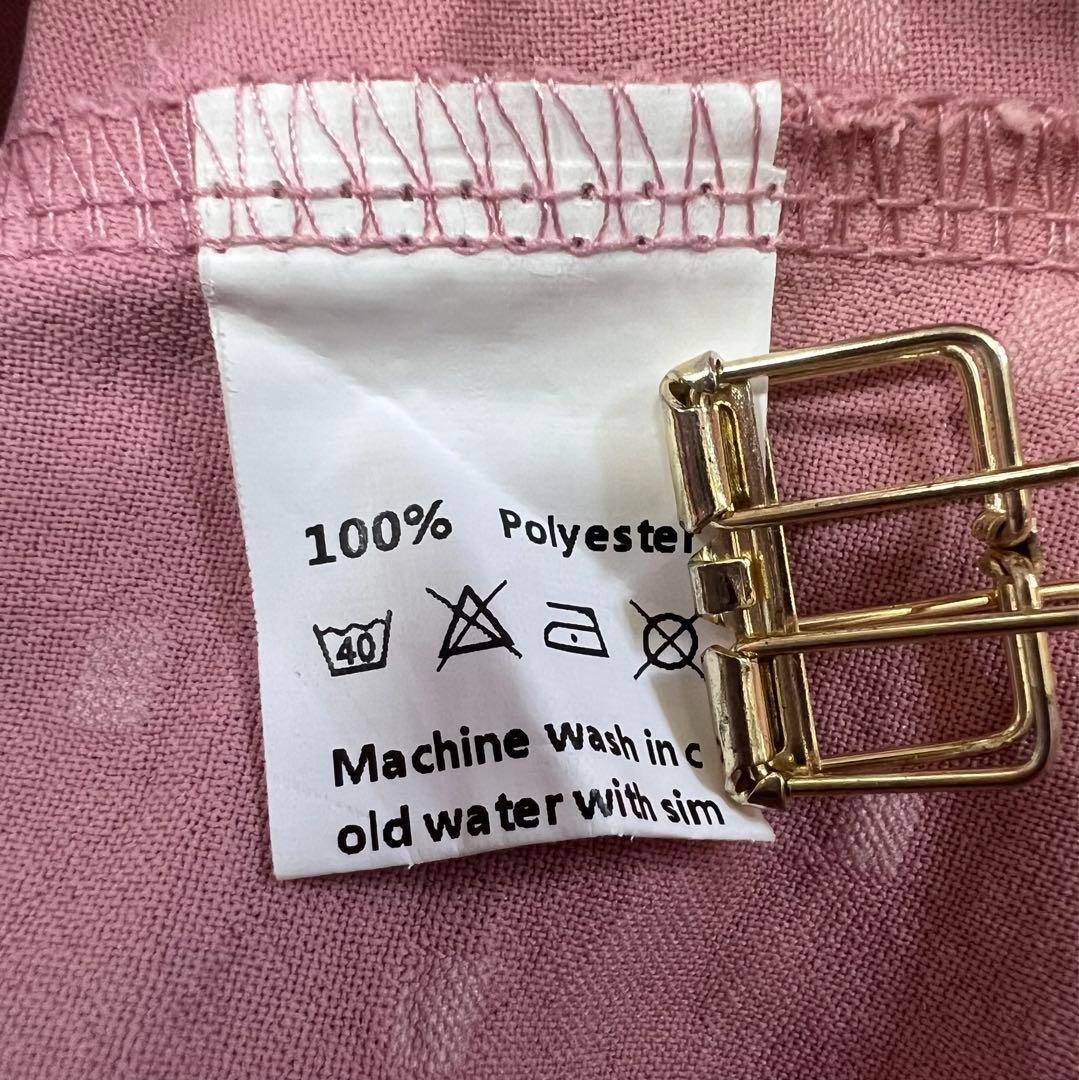 100% Polyester
40
Machine wash in c
old water with sim